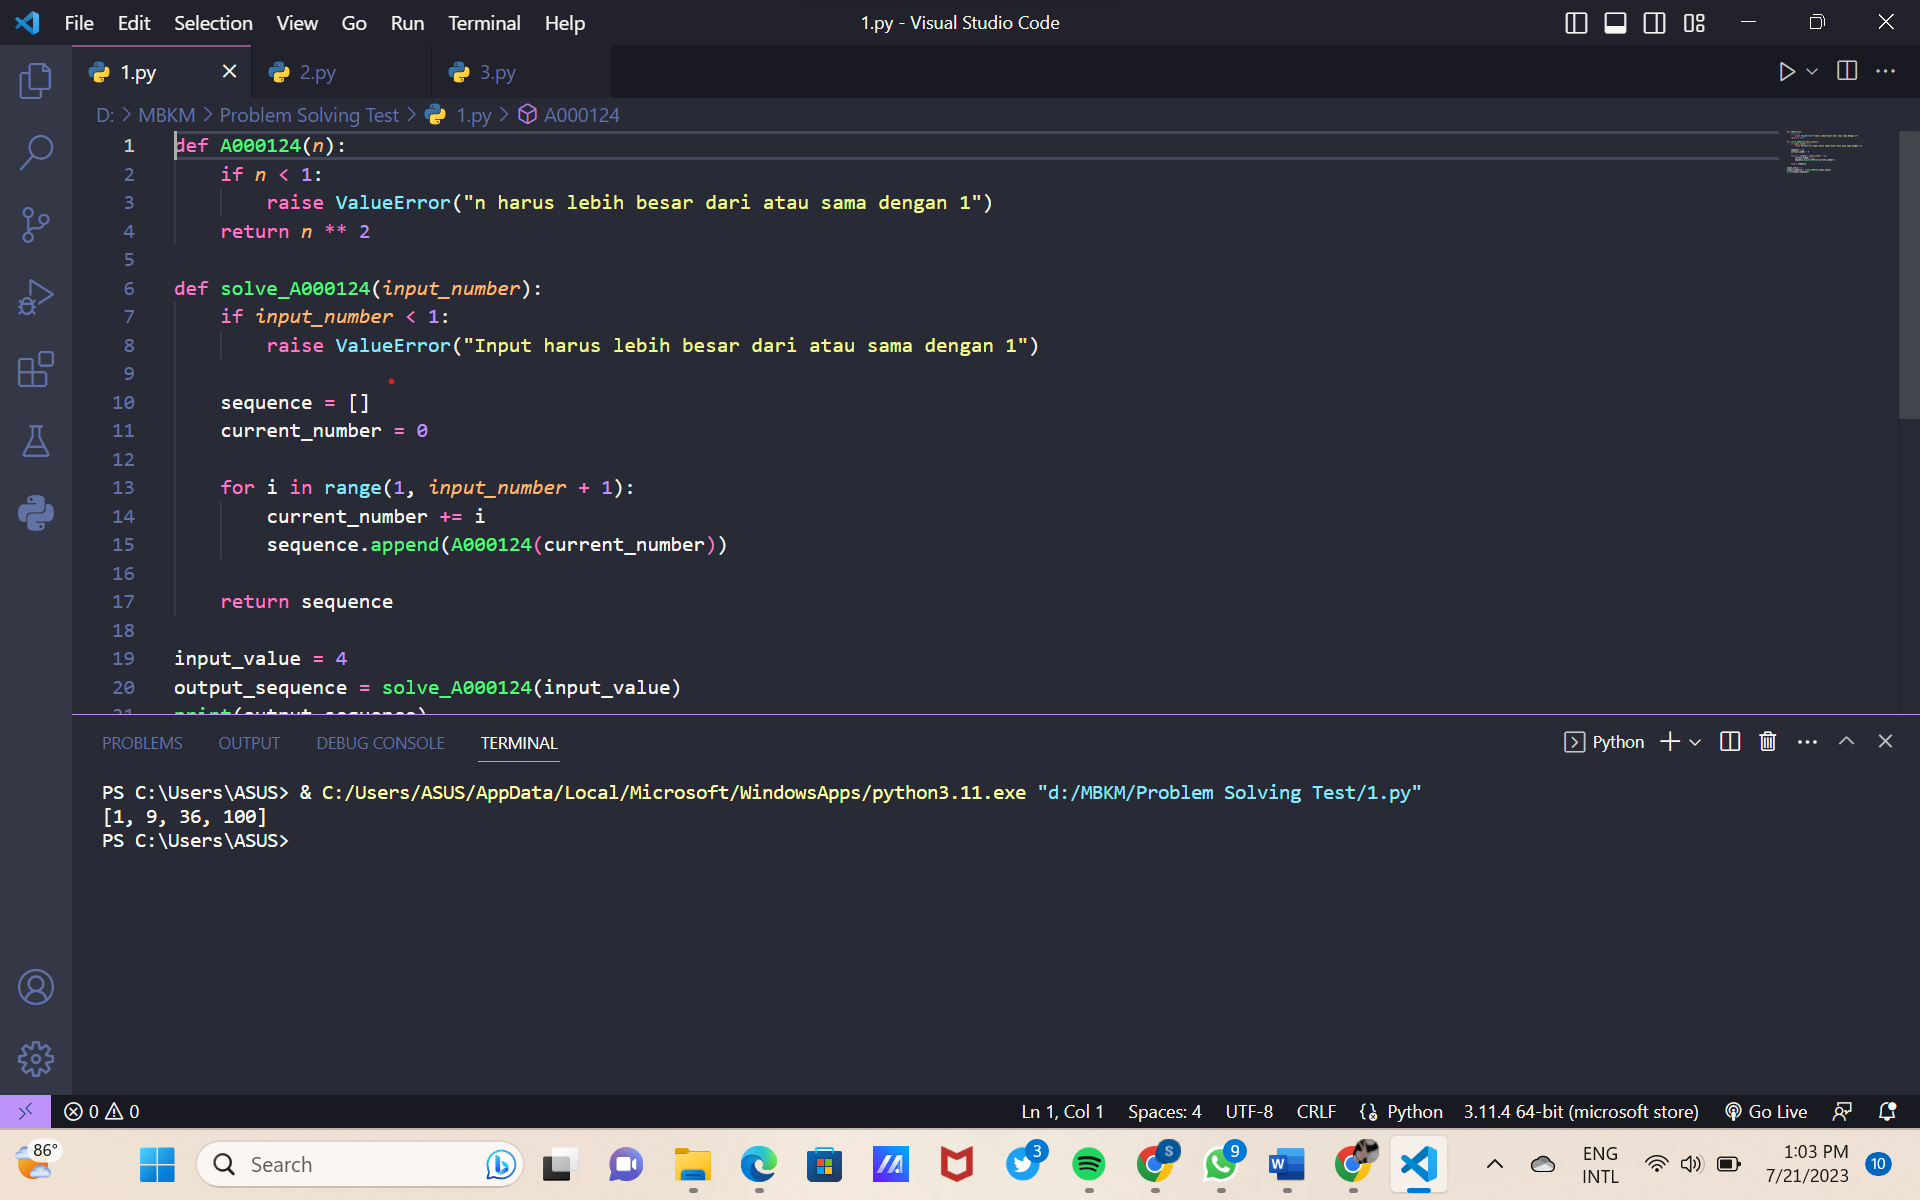 File Edit Selection View Go Run Terminal Help 1.py - Visual Studio Code
1.py 2.py 3.py
D: > MBKM > Problem Solving Test > 1.py > A000124
1 def A000124(n):
2 if n < 1:
3 raise ValueError("n harus lebih besar dari atau sama dengan 1")
4 return n ** 2
5
6 def solve_A000124(input_number):
7 if input_number < 1:
8 raise ValueError("Input harus lebih besar dari atau sama dengan 1")
9
10 sequence = []
11 current_number = 0
12
13 for i in range(1, input_number + 1):
14 current_number += i
15 sequence.append(A000124(current_number))
16
17 return sequence
18
19 input_value = 4
20 output_sequence = solve_A000124(input_value)
21 print(output_sequence)
PROBLEMS OUTPUT DEBUG CONSOLE TERMINAL Python
PS C:\Users\ASUS> & C:/Users/ASUS/AppData/Local/Microsoft/WindowsApps/python3.11.exe "d:/MBKM/Problem Solving Test/1.py"
[1, 9, 36, 100]
PS C:\Users\ASUS>
0 0 Ln 1, Col 1 Spaces: 4 UTF-8 CRLF Python 3.11.4 64-bit (microsoft store) Go Live
86° Search 3 S 9 W ENG 1:03 PM 10
INTL 7/21/2023